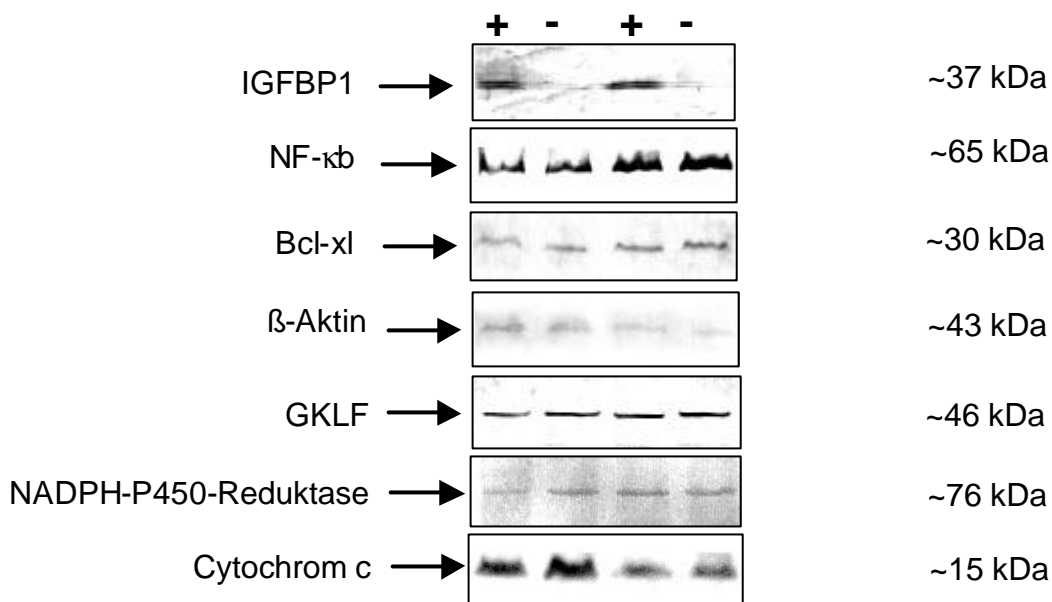 + - + -
IGFBP1 ~37 kDa
NF-κb ~65 kDa
Bcl-xl ~30 kDa
ß-Aktin ~43 kDa
GKLF ~46 kDa
NADPH-P450-Reduktase ~76 kDa
Cytochrom c ~15 kDa